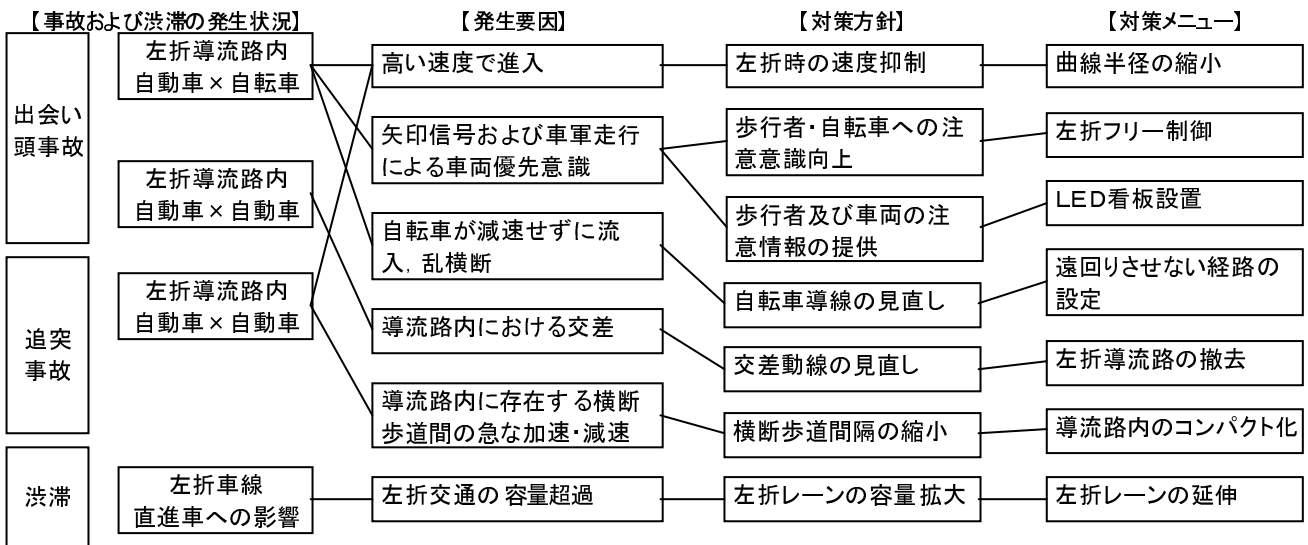 【事故および渋滞の発生状況】
【発生要因】
【対策方針】
【対策メニュー】
出会い
頭事故
追突
事故
渋滞
左折導流路内
自動車×自転車
左折導流路内
自動車×自動車
左折導流路内
自動車×自動車
左折車線
直進車への影響
高い速度で進入
矢印信号および車軍走行
による車両優先意識
自転車が減速せずに流
入，乱横断
導流路内における交差
導流路内に存在する横断
歩道間の急な加速・減速
左折交通の容量超過
左折時の速度抑制
歩行者・自転車への注
意意識向上
歩行者及び車両の注
意情報の提供
自転車導線の見直し
交差動線の見直し
横断歩道間隔の縮小
左折レーンの容量拡大
曲線半径の縮小
左折フリー制御
LED看板設置
遠回りさせない経路の
設定
左折導流路の撤去
導流路内のコンパクト化
左折レーンの延伸